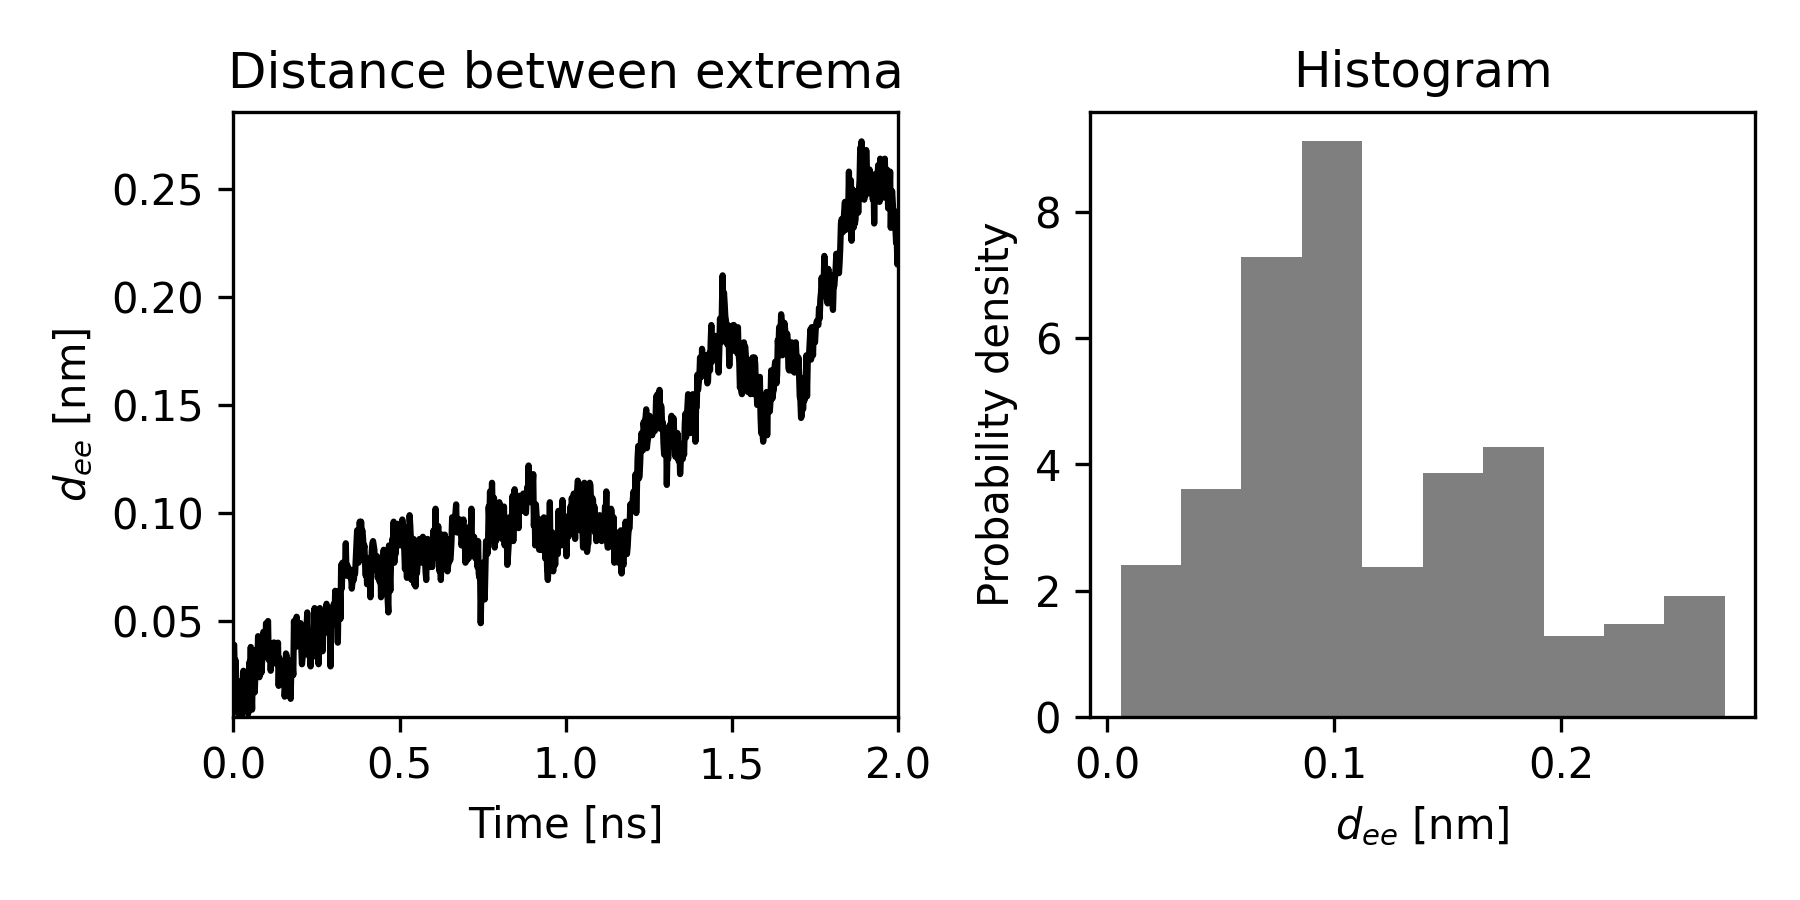 Distance between extrema
d_ee [nm]
0.25
0.20
0.15
0.10
0.05
0.0 0.5 1.0 1.5 2.0
Time [ns]
Histogram
Probability density
8
6
4
2
0
0.0 0.1 0.2
d_ee [nm]